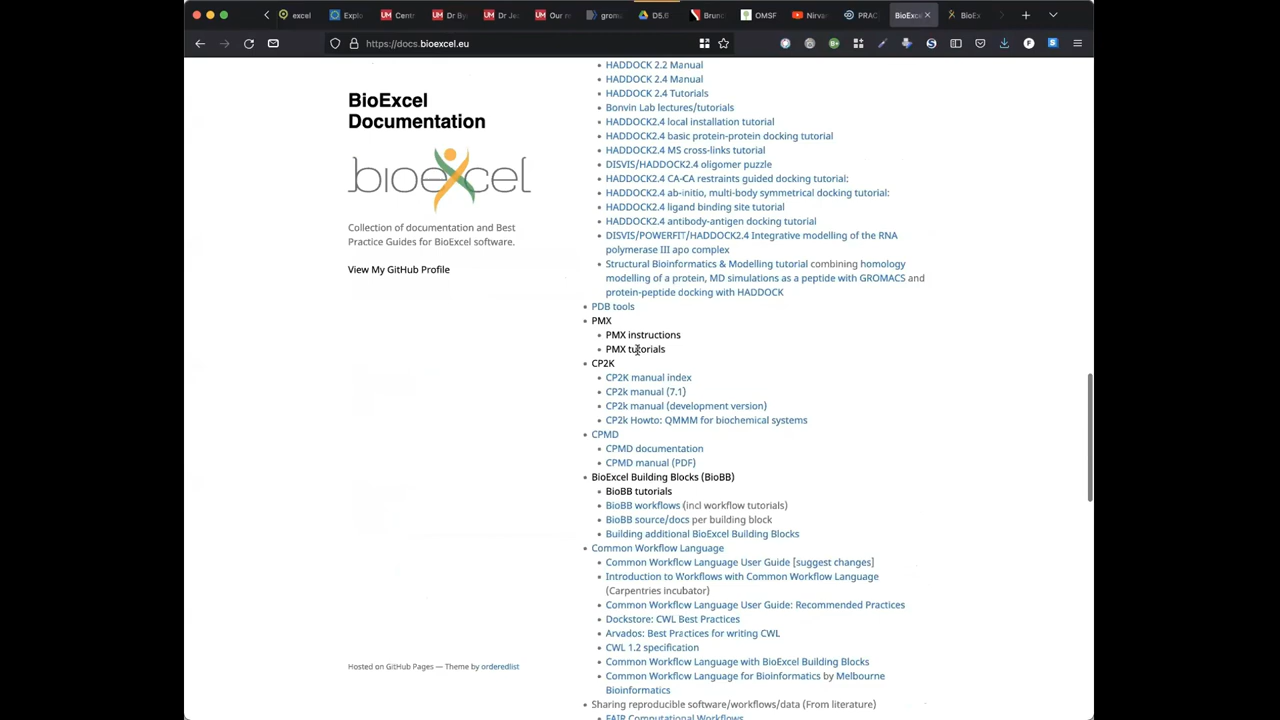 excel
Explo
Centr
Dr By
Dr Je
Our r
grom
D5.6
Brun
OMSF
Nirva
PRAC
BioExc
BioEx
https://docs.bioexcel.eu
BioExcel
Documentation
bioexcel
Collection of documentation and Best
Practice Guides for BioExcel software.
View My GitHub Profile
HADDOCK 2.2 Manual
HADDOCK 2.4 Manual
HADDOCK 2.4 Tutorials
Bonvin Lab lectures/tutorials
HADDOCK2.4 local installation tutorial
HADDOCK2.4 basic protein-protein docking tutorial
HADDOCK2.4 MS cross-links tutorial
DISVIS/HADDOCK2.4 oligomer puzzle
HADDOCK2.4 CA-CA restraints guided docking tutorial:
HADDOCK2.4 ab-initio, multi-body symmetrical docking tutorial:
HADDOCK2.4 ligand binding site tutorial
HADDOCK2.4 antibody-antigen docking tutorial
DISVIS/POWERFIT/HADDOCK2.4 Integrative modelling of the RNA
polymerase III apo complex
Structural Bioinformatics & Modelling tutorial combining homology
modelling of a protein, MD simulations as a peptide with GROMACS and
protein-peptide docking with HADDOCK
PDB tools
PMX
PMX instructions
PMX tutorials
CP2K
CP2K manual index
CP2k manual (7.1)
CP2k manual (development version)
CP2k Howto: QMMM for biochemical systems
CPMD
CPMD documentation
CPMD manual (PDF)
BioExcel Building Blocks (BioBB)
BioBB tutorials
BioBB workflows (incl workflow tutorials)
BioBB source/docs per building block
Building additional BioExcel Building Blocks
Common Workflow Language
Common Workflow Language User Guide [suggest changes]
Introduction to Workflows with Common Workflow Language
(Carpentries incubator)
Common Workflow Language User Guide: Recommended Practices
Dockstore: CWL Best Practices
Arvados: Best Practices for writing CWL
CWL 1.2 specification
Common Workflow Language with BioExcel Building Blocks
Common Workflow Language for Bioinformatics by Melbourne
Bioinformatics
Sharing reproducible software/workflows/data (From literature)
FAIR Computational Workflows
Hosted on GitHub Pages — Theme by orderedlist